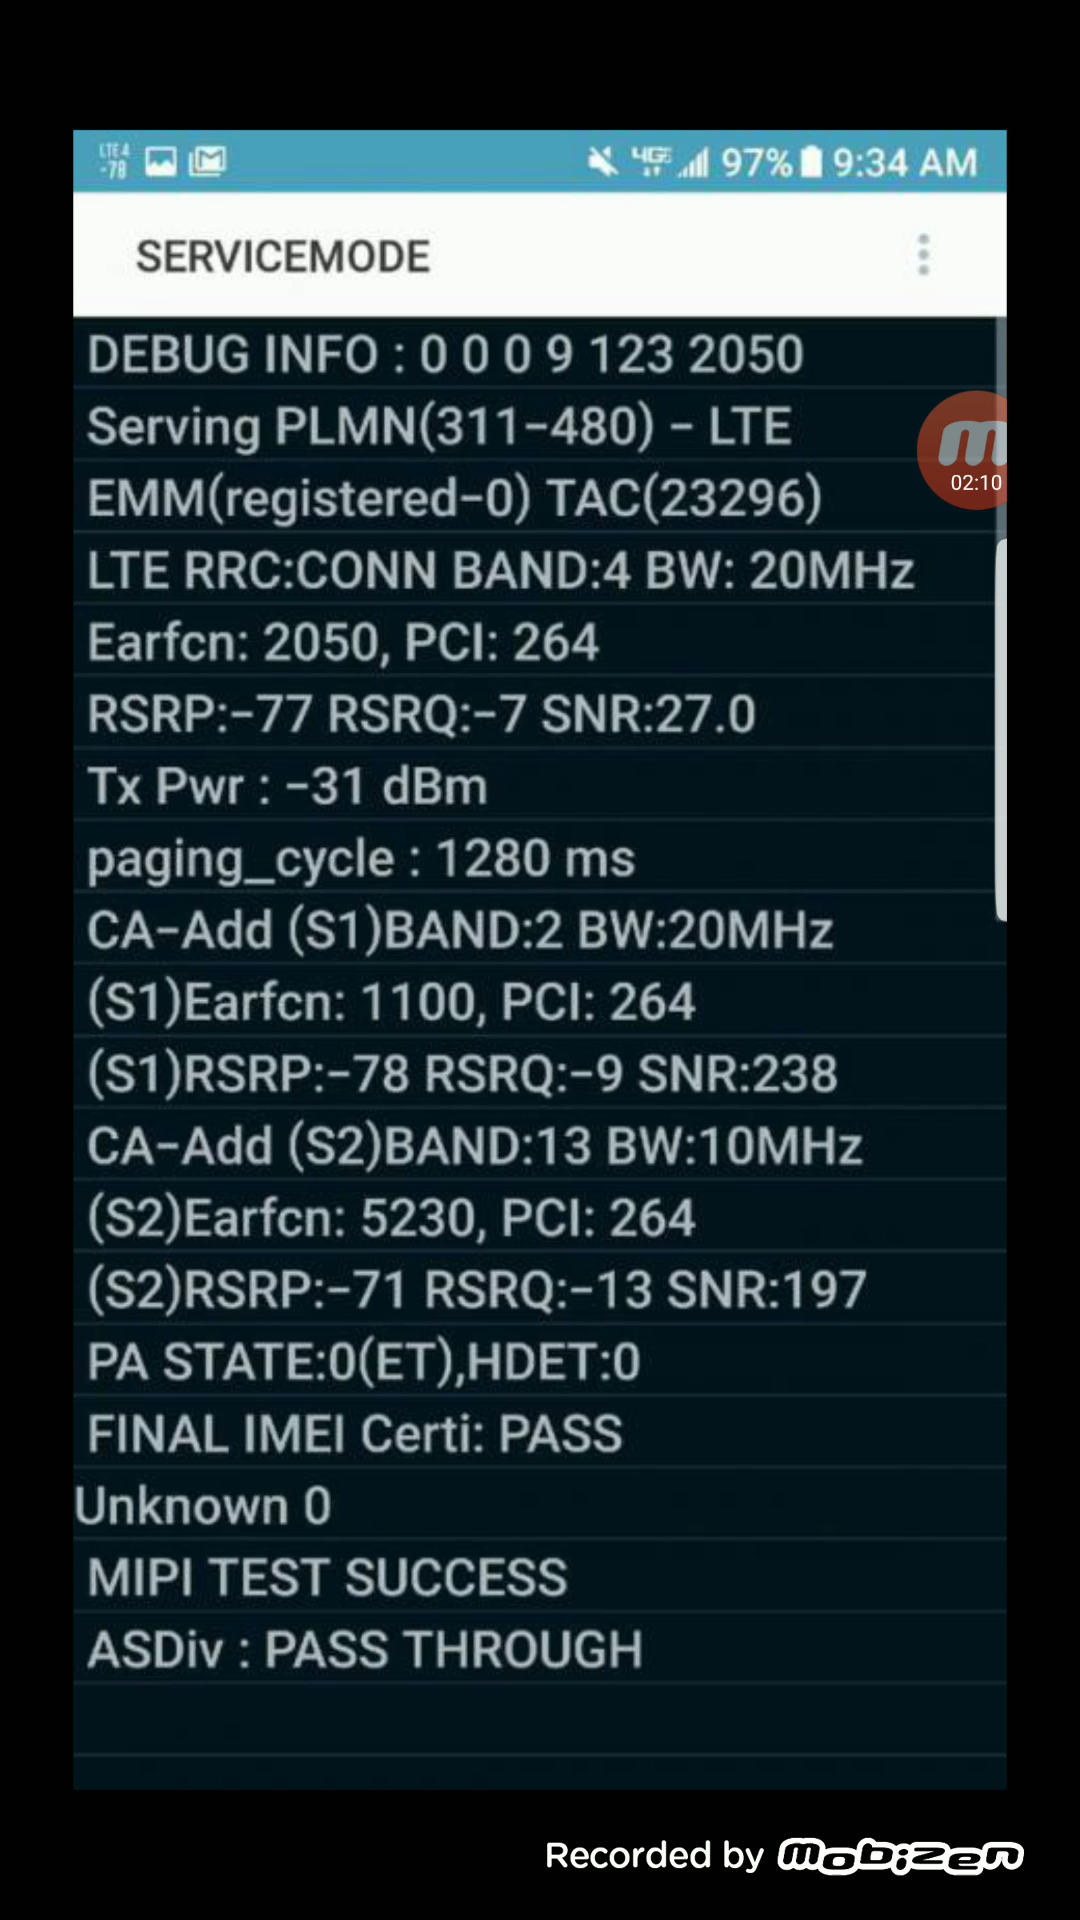 LTE 4
-78
4GE 97% 9:34 AM
SERVICEMODE
DEBUG INFO : 0 0 0 9 123 2050
Serving PLMN(311-480) - LTE
02:10
EMM(registered-0) TAC(23296)
LTE RRC:CONN BAND:4 BW: 20MHz
Earfcn: 2050, PCI: 264
RSRP:-77 RSRQ:-7 SNR:27.0
Tx Pwr : -31 dBm
paging_cycle : 1280 ms
CA-Add (S1)BAND:2 BW:20MHz
(S1)Earfcn: 1100, PCI: 264
(S1)RSRP:-78 RSRQ:-9 SNR:238
CA-Add (S2)BAND:13 BW:10MHz
(S2)Earfcn: 5230, PCI: 264
(S2)RSRP:-71 RSRQ:-13 SNR:197
PA STATE:0(ET),HDET:0
FINAL IMEI Certi: PASS
Unknown 0
MIPI TEST SUCCESS
ASDiv : PASS THROUGH
Recorded by mobizen